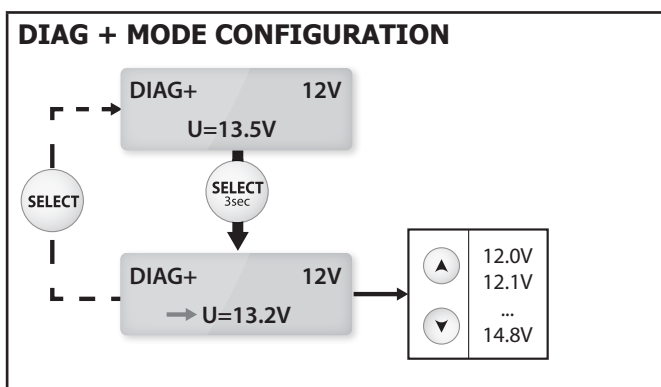 DIAG + MODE CONFIGURATION
DIAG+ 12V
U=13.5V
SELECT
SELECT
3sec
DIAG+ 12V
U=13.2V
12.0V
12.1V
...
14.8V